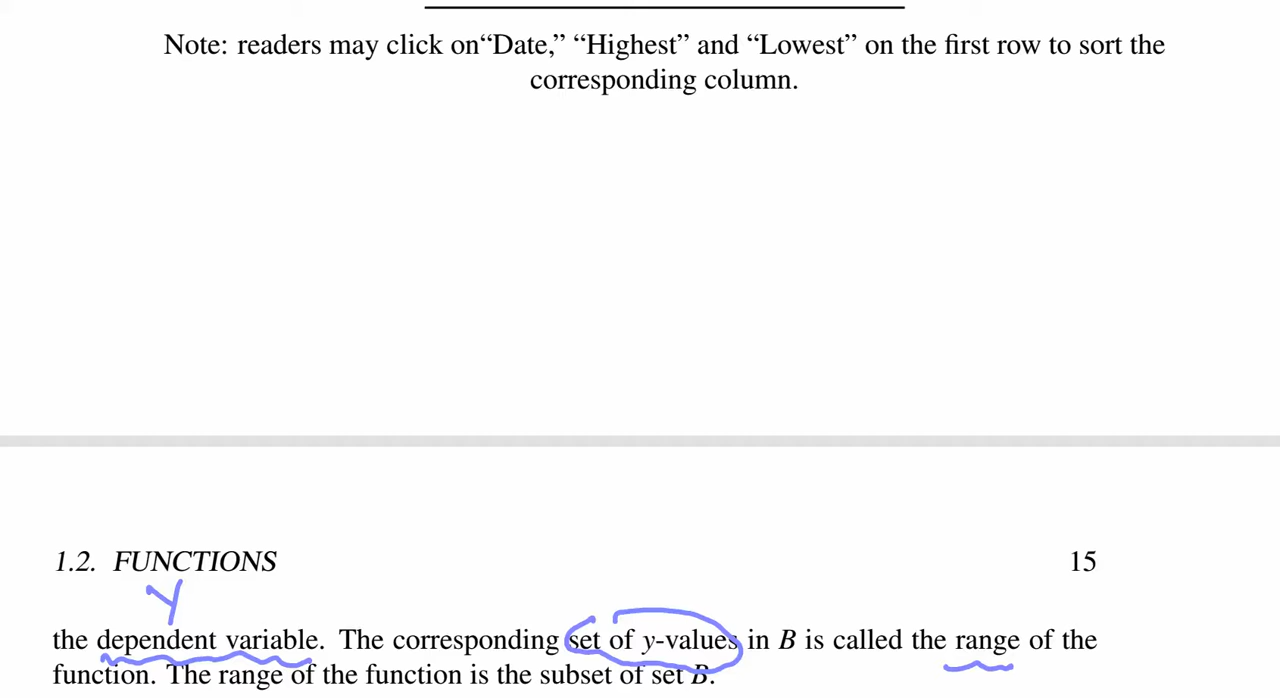 Note: readers may click on“Date,” “Highest” and “Lowest” on the first row to sort the
corresponding column.
1.2. FUNCTIONS 15
Y
the dependent variable. The corresponding set of y-values in B is called the range of the
function. The range of the function is the subset of set B.